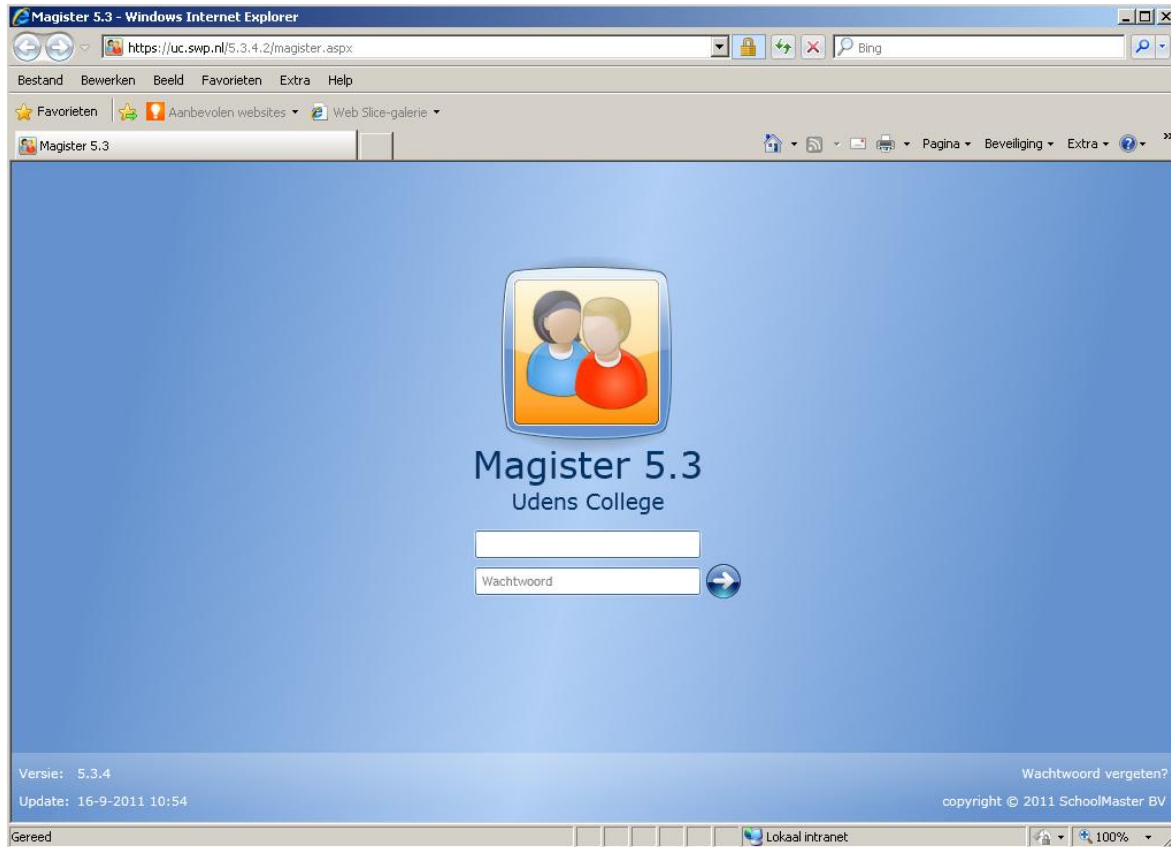 Magister 5.3 - Windows Internet Explorer
https://uc.swp.nl/5.3.4.2/magister.aspx Bing
Bestand Bewerken Beeld Favorieten Extra Help
Favorieten Aanbevolen websites Web Slice-galerie
Magister 5.3 Pagina Beveiliging Extra »
Magister 5.3
Udens College
Wachtwoord
Versie: 5.3.4 Wachtwoord vergeten?
Update: 16-9-2011 10:54 copyright © 2011 SchoolMaster BV
Gereed Lokaal intranet 100%